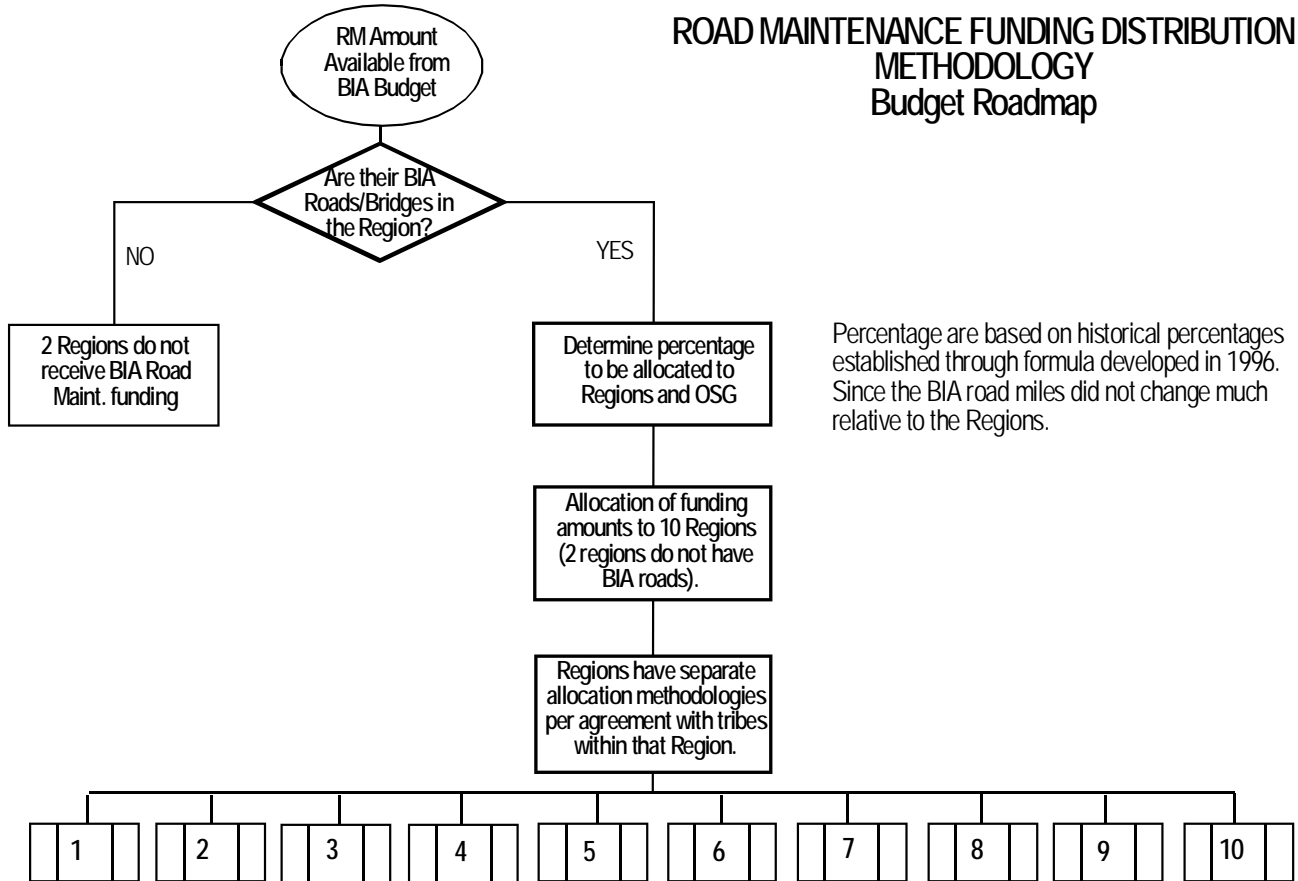 ROAD MAINTENANCE FUNDING DISTRIBUTION
METHODOLOGY
Budget Roadmap
RM Amount
Available from
BIA Budget
Are their BIA
Roads/Bridges in
the Region?
NO
YES
2 Regions do not
receive BIA Road
Maint. funding
Determine percentage
to be allocated to
Regions and OSG
Percentage are based on historical percentages
established through formula developed in 1996.
Since the BIA road miles did not change much
relative to the Regions.
Allocation of funding
amounts to 10 Regions
(2 regions do not have
BIA roads).
Regions have separate
allocation methodologies
per agreement with tribes
within that Region.
1
2
3
4
5
6
7
8
9
10